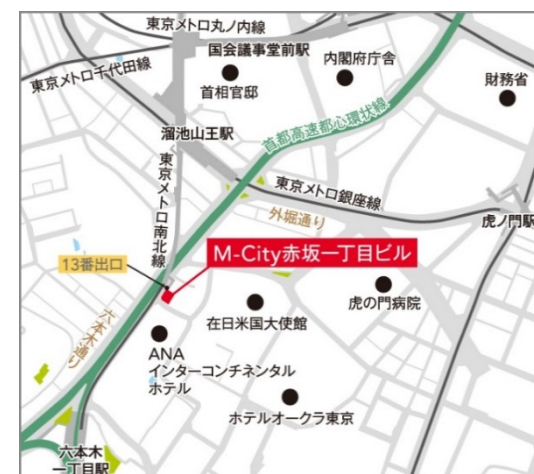 東京メトロ丸ノ内線
国会議事堂前駅
内閣府庁舎
東京メトロ千代田線
首相官邸
財務省
溜池山王駅
首都高速都心環状線
東京メトロ南北線
東京メトロ銀座線
外堀通り
虎ノ門駅
M-City赤坂一丁目ビル
13番出口
虎の門病院
在日米国大使館
六本木通り
ANA
インターコンチネンタル
ホテル
ホテルオークラ東京
六本木
一丁目駅